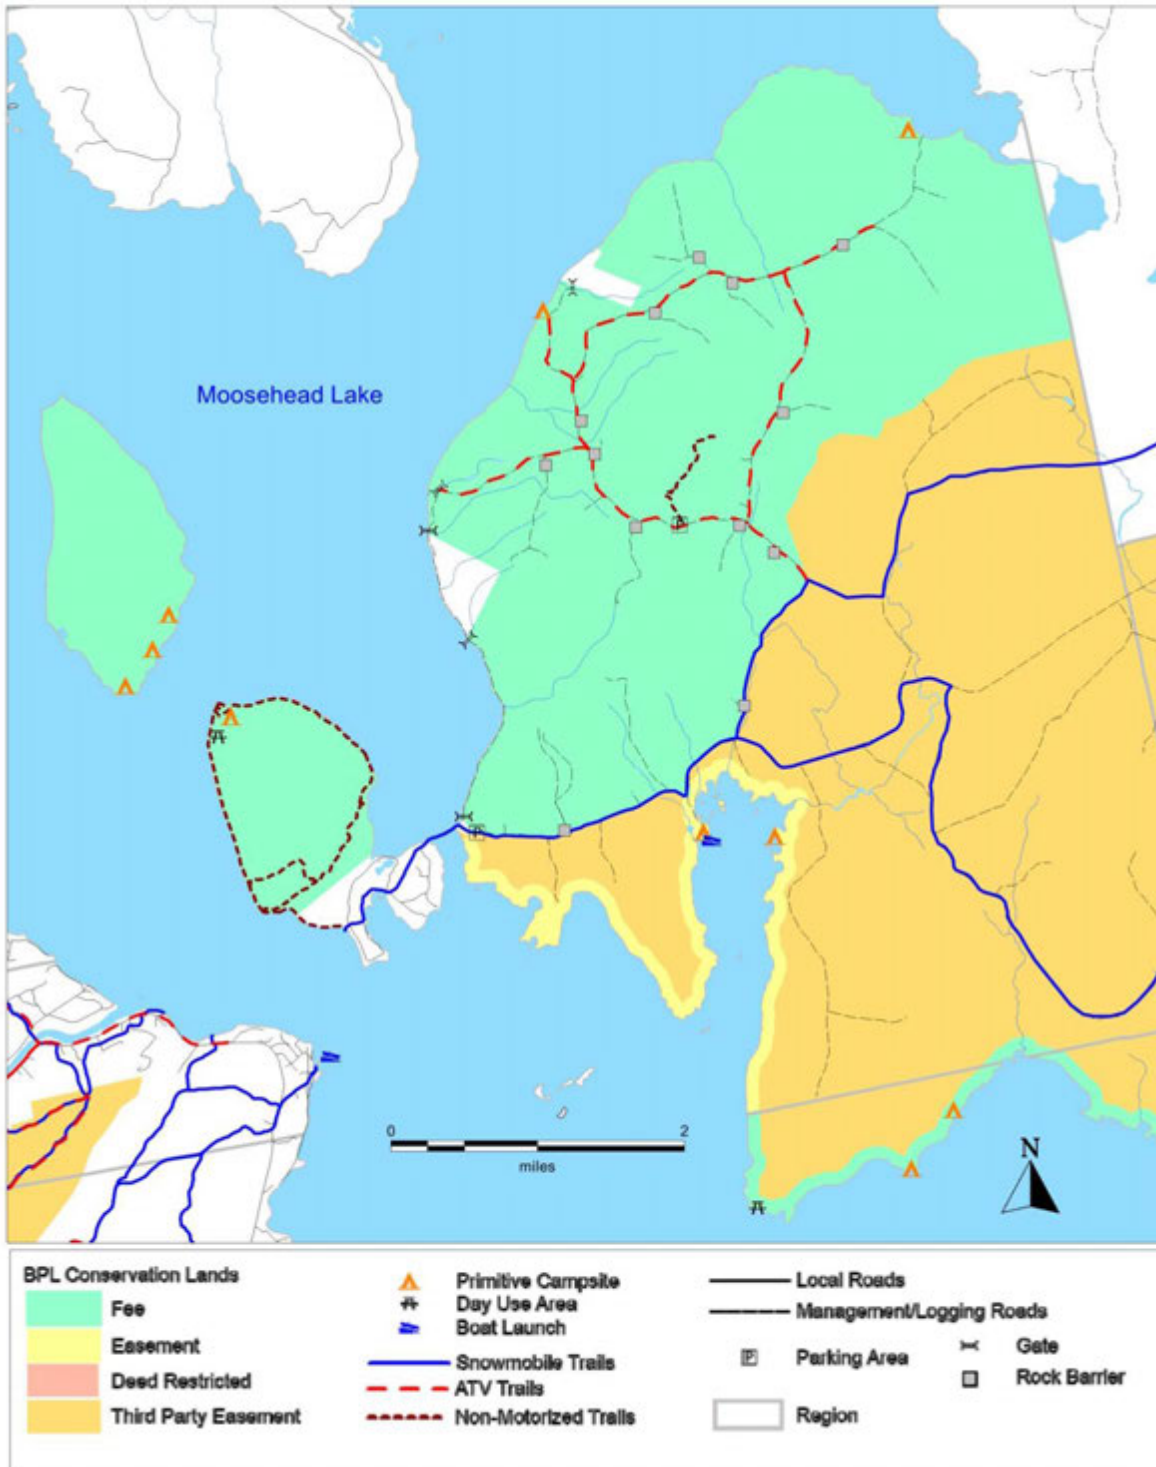 Moosehead Lake
P
P
0 2
miles
N
BPL Conservation Lands
Fee
Easement
Deed Restricted
Third Party Easement
Primitive Campsite
Day Use Area
Boat Launch
Snowmobile Trails
ATV Trails
Non-Motorized Trails
Local Roads
Management/Logging Roads
P Parking Area
Gate
Rock Barrier
Region